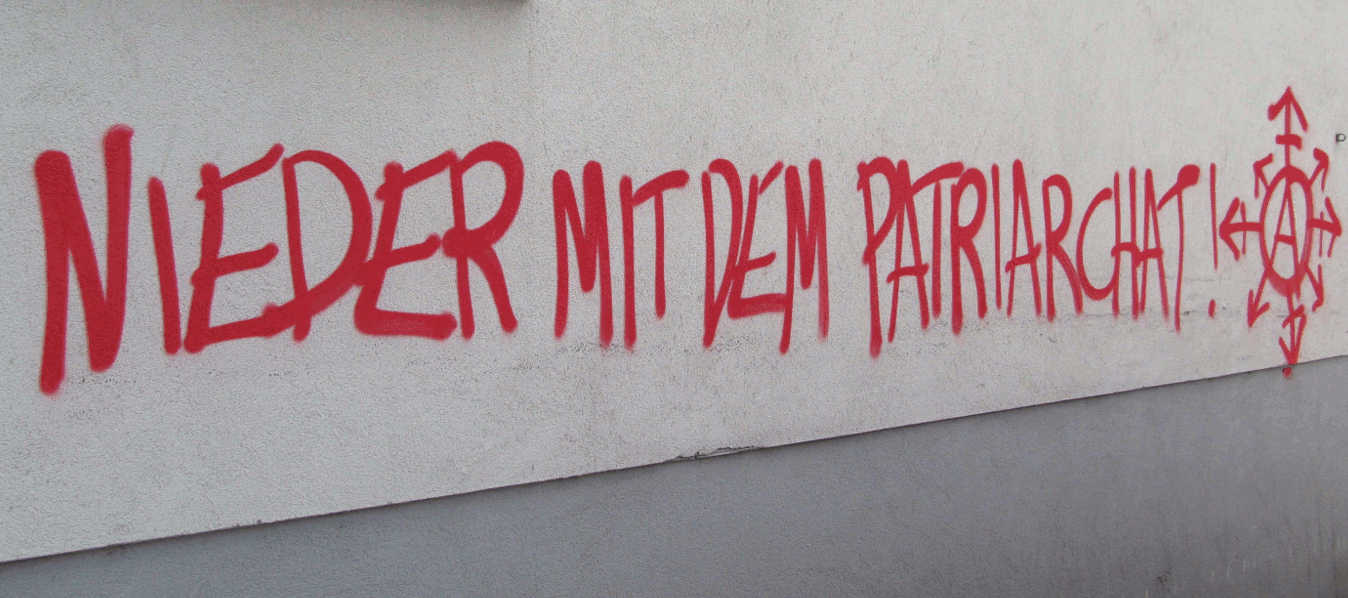 NIEDER MIT DEM PATRIARCHAT! A